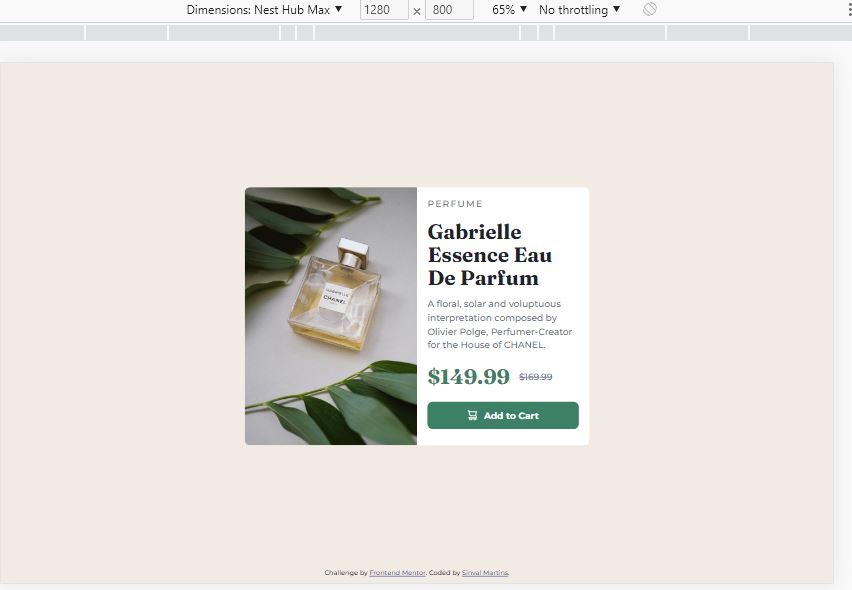 Dimensions: Nest Hub Max ▼ 1280 × 800 65% ▼ No throttling ▼
PERFUME
Gabrielle
Essence Eau
De Parfum
A floral, solar and voluptuous
interpretation composed by
Olivier Polge, Perfumer-Creator
for the House of CHANEL.
GABRIELLE
CHANEL
$149.99 $169.99
Add to Cart
Challenge by Frontend Mentor. Coded by Sinval Martins.